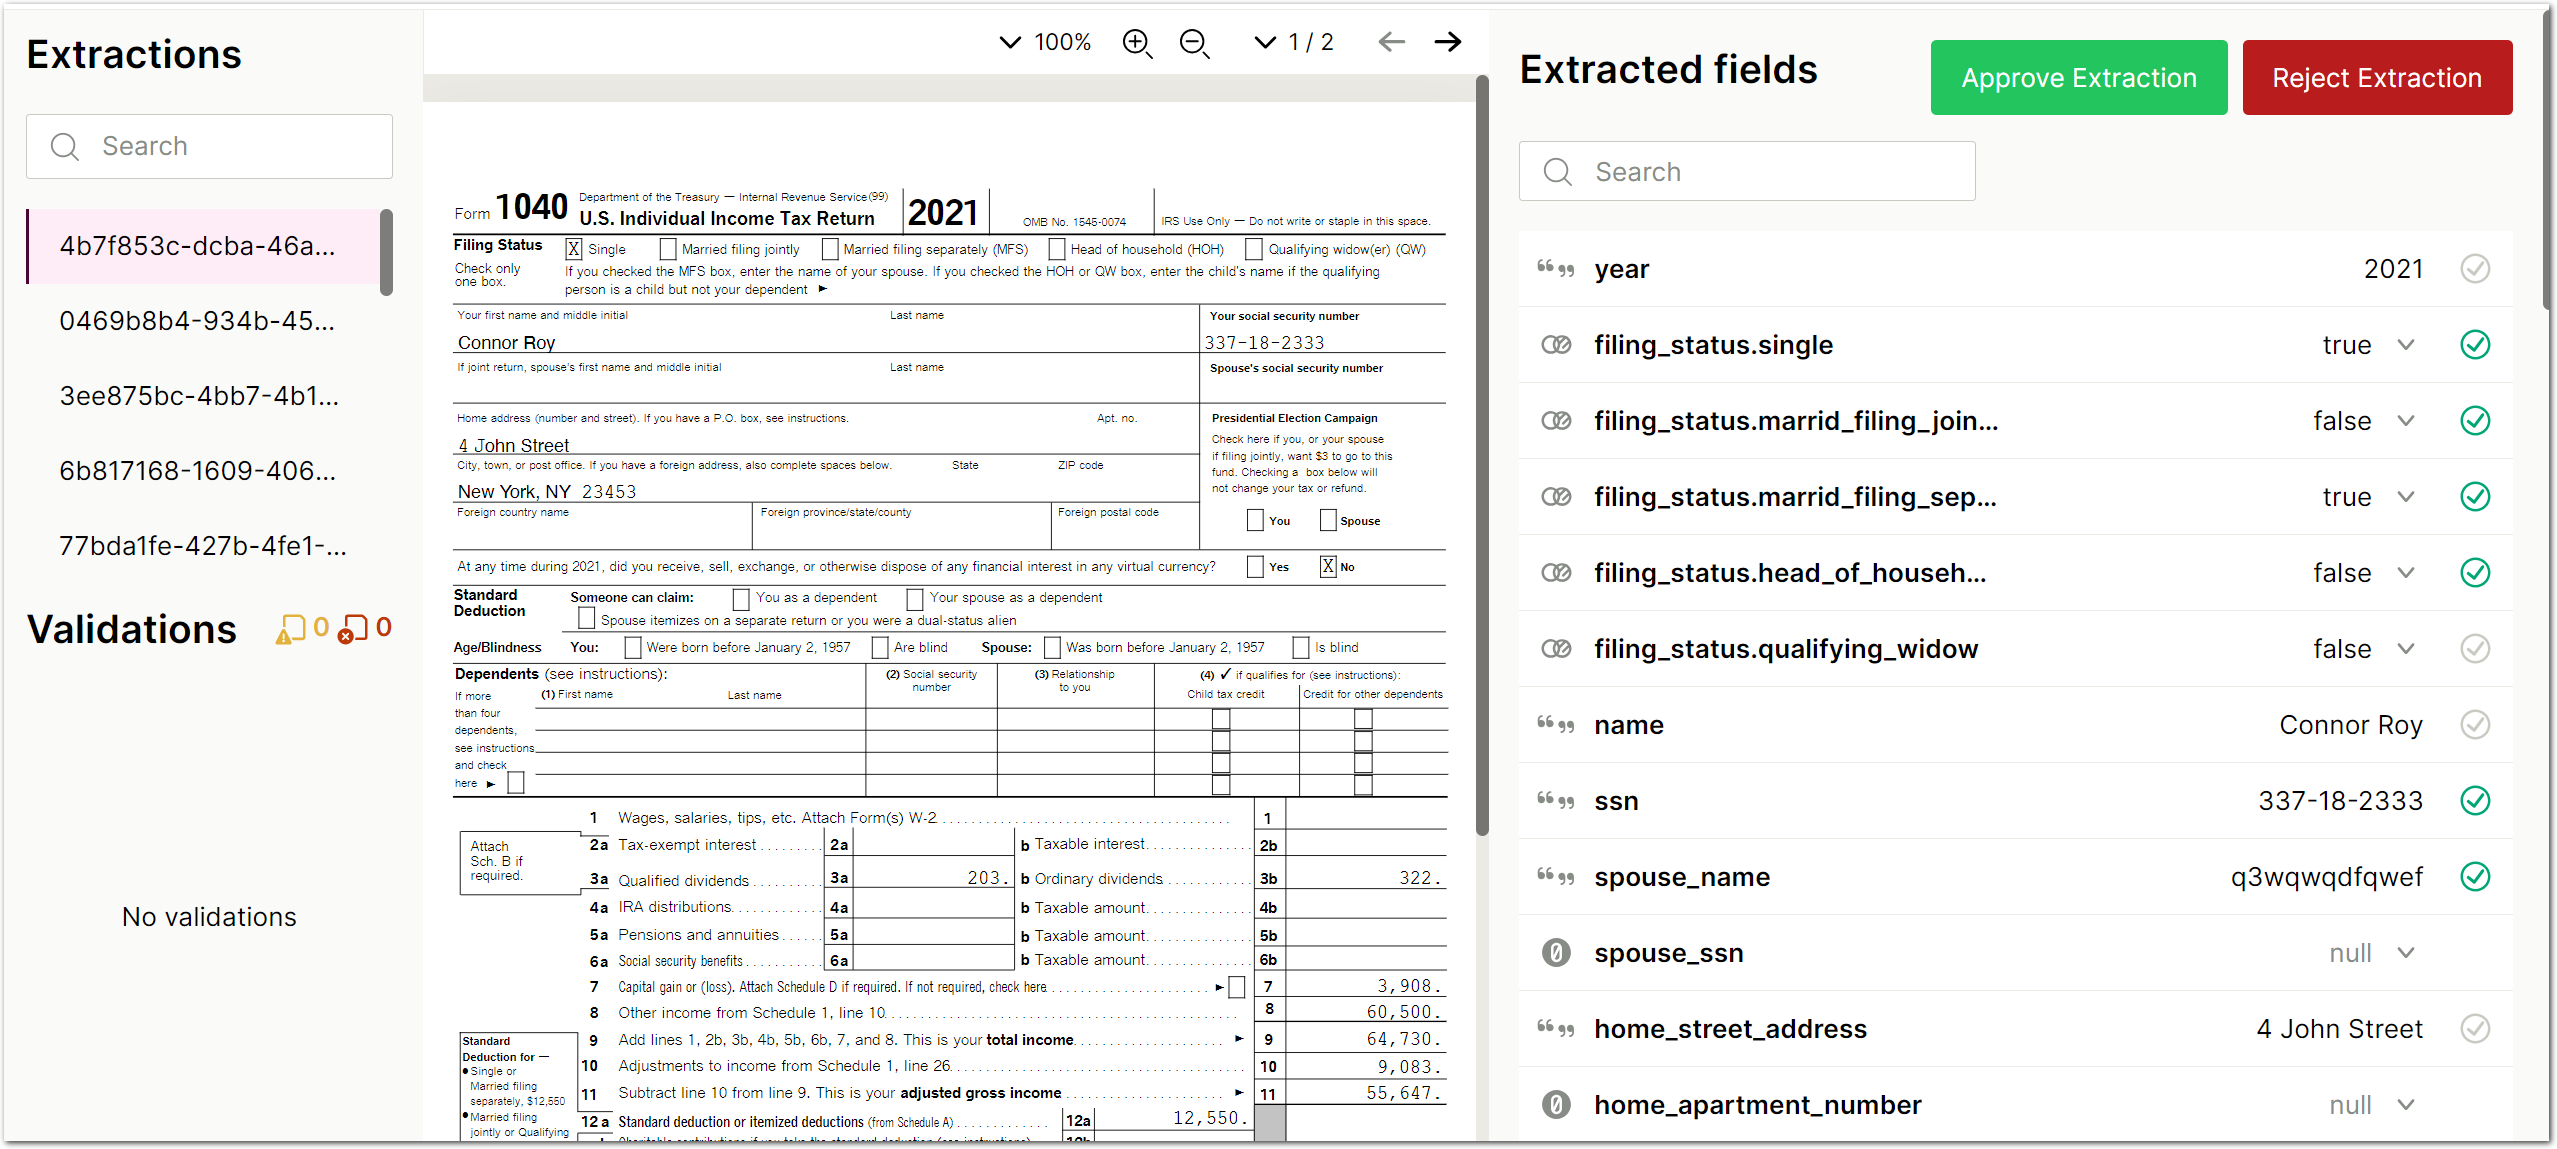 Extractions
Search
4b7f853c-dcba-46a...
0469b8b4-934b-45...
3ee875bc-4bb7-4b1...
6b817168-1609-406...
77bda1fe-427b-4fe1-...
Validations 0 0
No validations
100% 1 / 2
Form 1040 Department of the Treasury — Internal Revenue Service (99)
U.S. Individual Income Tax Return 2021 OMB No. 1545-0074 IRS Use Only — Do not write or staple in this space.
Filing Status X Single Married filing jointly Married filing separately (MFS) Head of household (HOH) Qualifying widow(er) (QW)
Check only one box.
If you checked the MFS box, enter the name of your spouse. If you checked the HOH or QW box, enter the child's name if the qualifying
person is a child but not your dependent ►
Your first name and middle initial Last name Your social security number
Connor Roy 337-18-2333
If joint return, spouse's first name and middle initial Last name Spouse's social security number
Home address (number and street). If you have a P.O. box, see instructions. Apt. no.
4 John Street
City, town, or post office. If you have a foreign address, also complete spaces below. State ZIP code
New York, NY 23453
Foreign country name Foreign province/state/county Foreign postal code
Presidential Election Campaign
Check here if you, or your spouse
if filing jointly, want $3 to go to this
fund. Checking a box below will
not change your tax or refund.
You Spouse
At any time during 2021, did you receive, sell, exchange, or otherwise dispose of any financial interest in any virtual currency? Yes X No
Standard Deduction
Someone can claim: You as a dependent Your spouse as a dependent
Spouse itemizes on a separate return or you were a dual-status alien
Age/Blindness You: Were born before January 2, 1957 Are blind Spouse: Was born before January 2, 1957 Is blind
Dependents (see instructions): (2) Social security number (3) Relationship to you (4) ✓ if qualifies for (see instructions):
(1) First name Last name Child tax credit Credit for other dependents
If more
than four
dependents,
see instructions
and check
here ►
1 Wages, salaries, tips, etc. Attach Form(s) W-2 1
Attach
Sch. B if
required.
2a Tax-exempt interest 2a b Taxable interest 2b
3a Qualified dividends 3a 203. b Ordinary dividends 3b 322.
4a IRA distributions 4a b Taxable amount 4b
5a Pensions and annuities 5a b Taxable amount 5b
6a Social security benefits 6a b Taxable amount 6b
7 Capital gain or (loss). Attach Schedule D if required. If not required, check here ► 7 3,908.
8 Other income from Schedule 1, line 10 8 60,500.
9 Add lines 1, 2b, 3b, 4b, 5b, 6b, 7, and 8. This is your total income ► 9 64,730.
10 Adjustments to income from Schedule 1, line 26 10 9,083.
11 Subtract line 10 from line 9. This is your adjusted gross income ► 11 55,647.
12 a Standard deduction or itemized deductions (from Schedule A) 12a 12,550.
Standard
Deduction for —
• Single or
Married filing
separately, $12,550
• Married filing
jointly or Qualifying
Extracted fields
Approve Extraction
Reject Extraction
Search
year 2021
filing_status.single true
filing_status.marrid_filing_join... false
filing_status.marrid_filing_sep... true
filing_status.head_of_househ... false
filing_status.qualifying_widow false
name Connor Roy
ssn 337-18-2333
spouse_name q3wqwqdfqwef
spouse_ssn null
home_street_address 4 John Street
home_apartment_number null